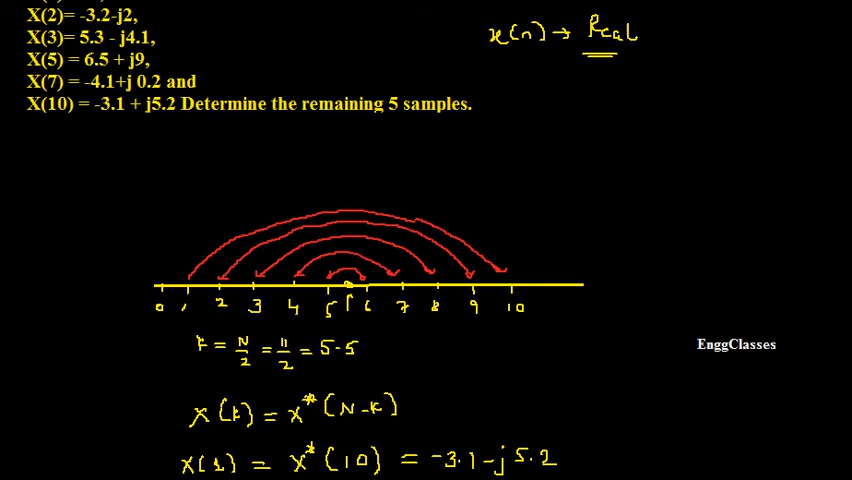 X(2)= -3.2-j2,
X(3)= 5.3 - j4.1,
X(5) = 6.5 + j9,
X(7) = -4.1+j 0.2 and
X(10) = -3.1 + j5.2 Determine the remaining 5 samples.
x(n) → Real
0 1 2 3 4 5 6 7 8 9 10
k = N/2 = 11/2 = 5.5
EnggClasses
X(k) = X*(N-k)
X(1) = X*(10) = -3.1-j5.2